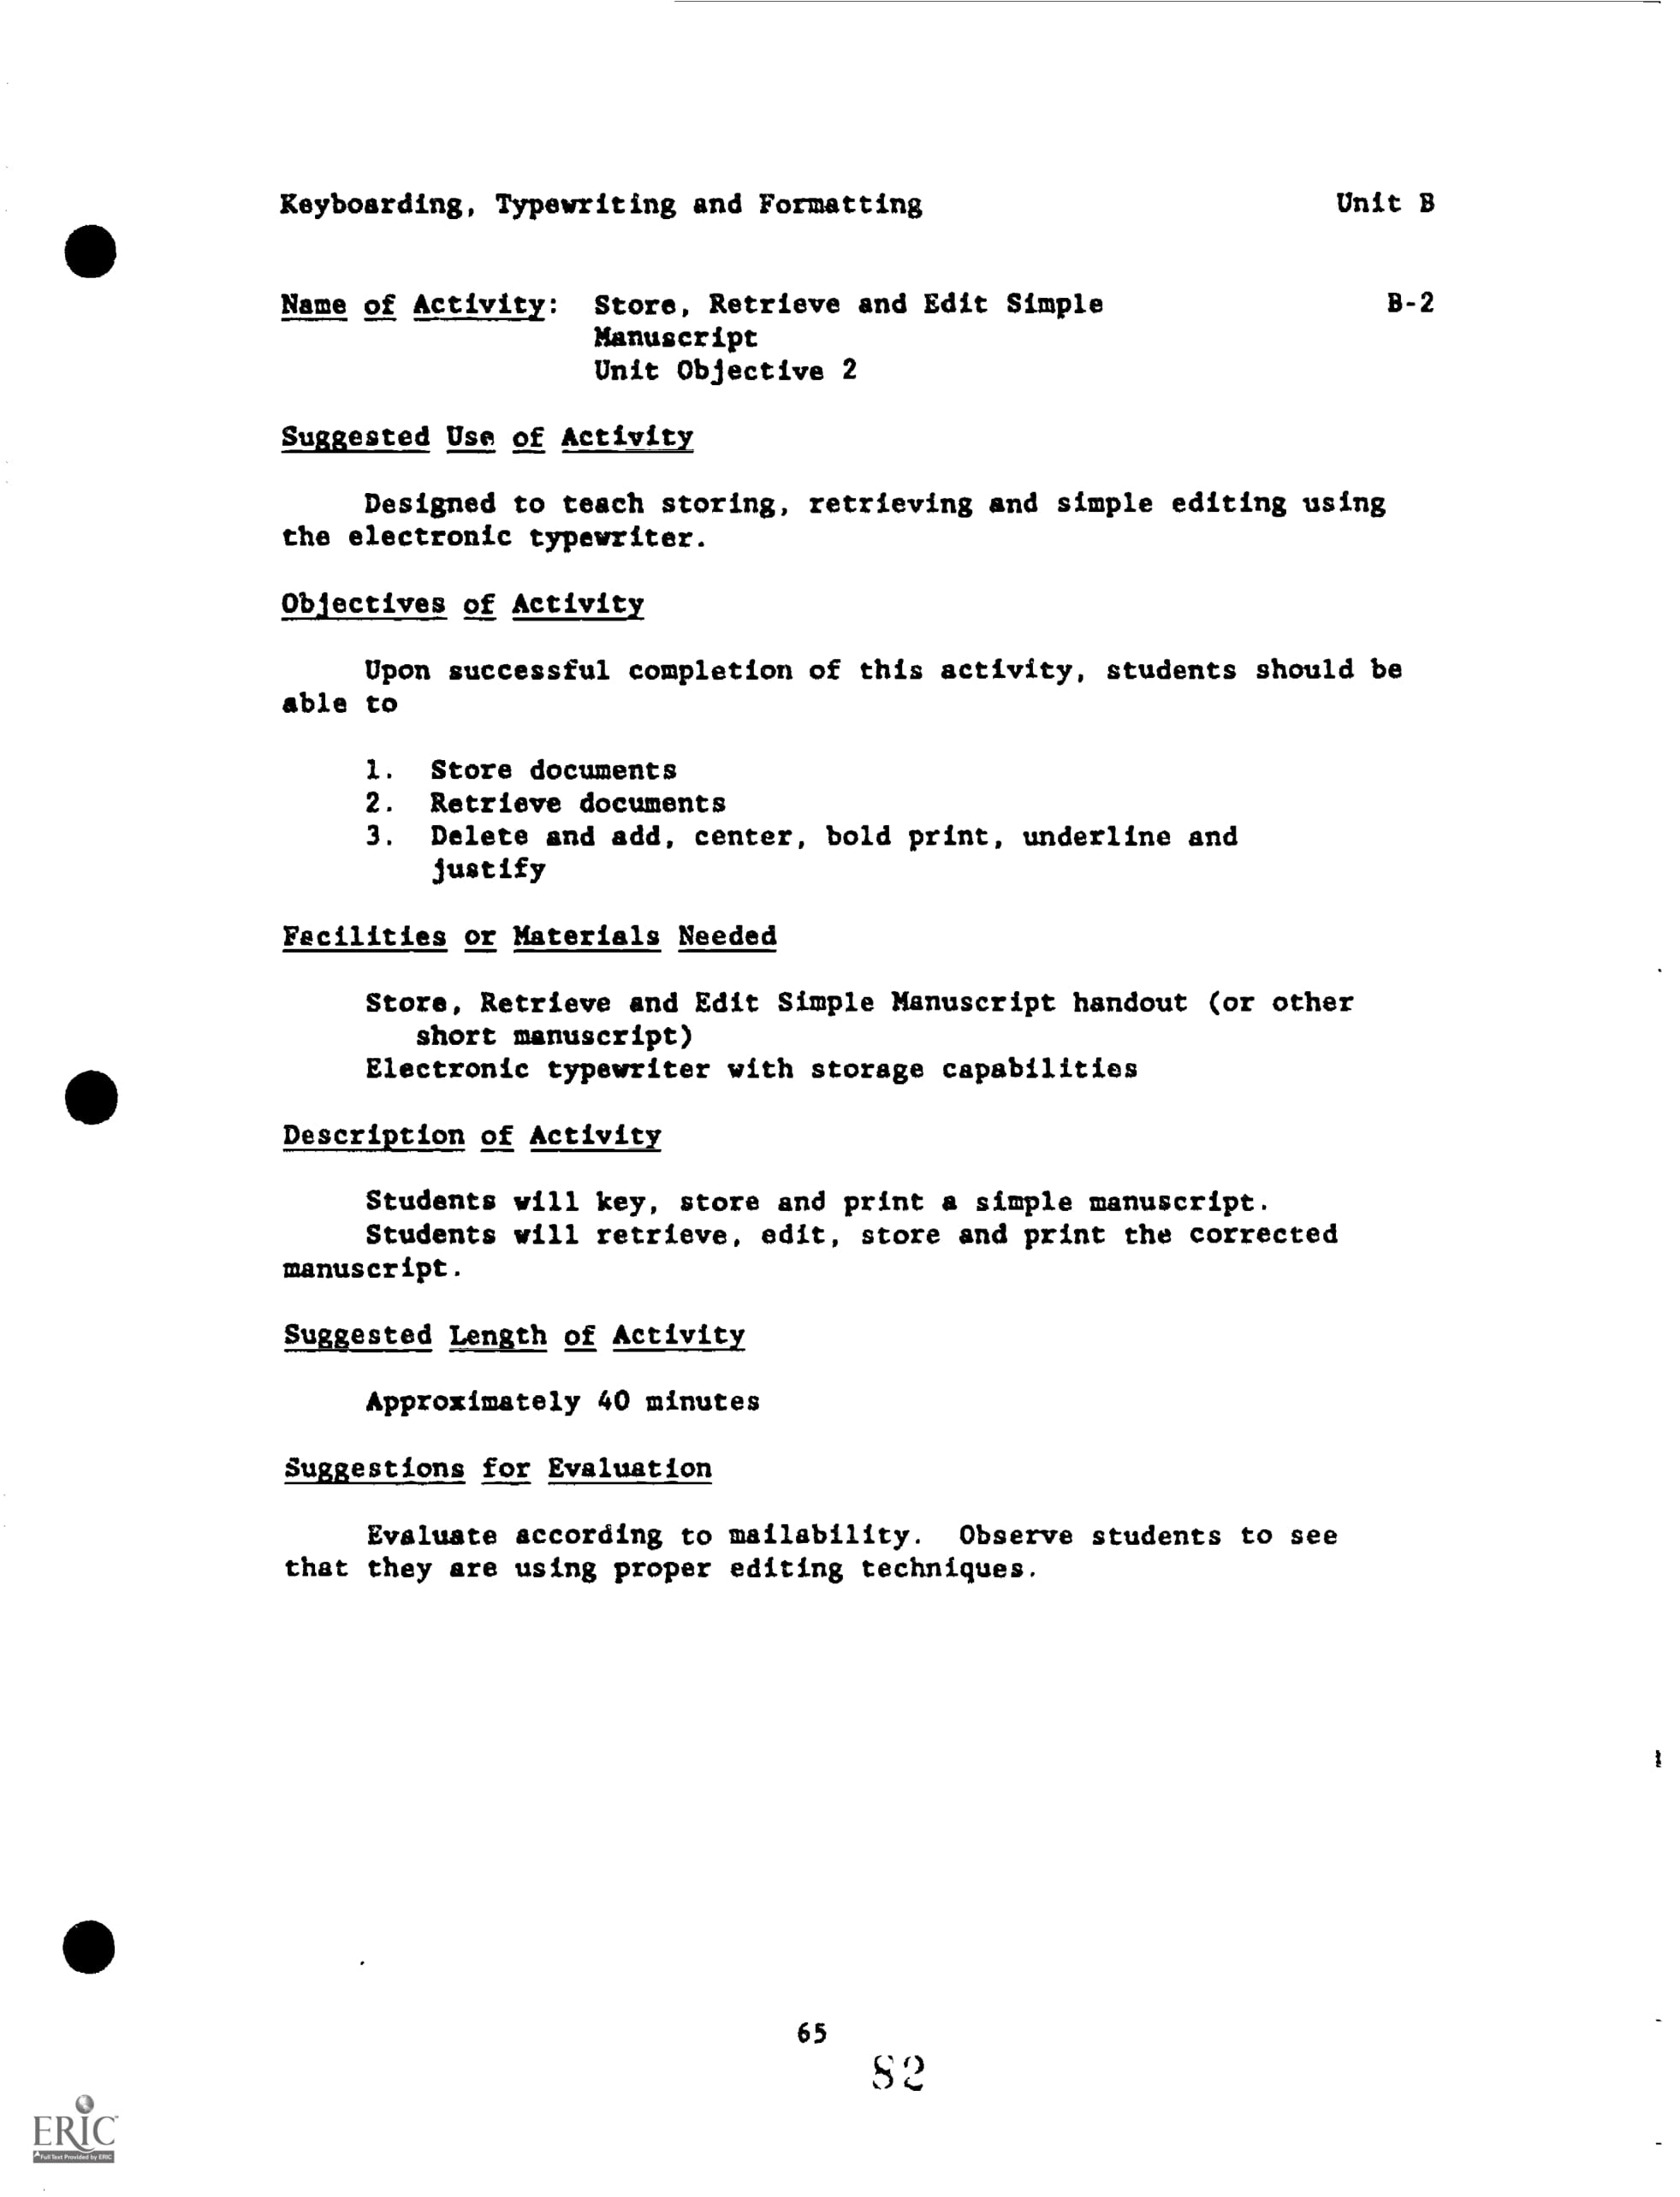 Keyboarding, Typewriting and Formatting Unit B
Name of Activity: Store, Retrieve and Edit Simple B-2
Manuscript
Unit Objective 2
Suggested Use of Activity
Designed to teach storing, retrieving and simple editing using
the electronic typewriter.
Objectives of Activity
Upon successful completion of this activity, students should be
able to
1. Store documents
2. Retrieve documents
3. Delete and add, center, bold print, underline and
justify
Facilities or Materials Needed
Store, Retrieve and Edit Simple Manuscript handout (or other
short manuscript)
Electronic typewriter with storage capabilities
Description of Activity
Students will key, store and print a simple manuscript.
Students will retrieve, edit, store and print the corrected
manuscript.
Suggested Length of Activity
Approximately 40 minutes
Suggestions for Evaluation
Evaluate according to mailability. Observe students to see
that they are using proper editing techniques.
65
82
ERIC
Full Text Provided by ERIC